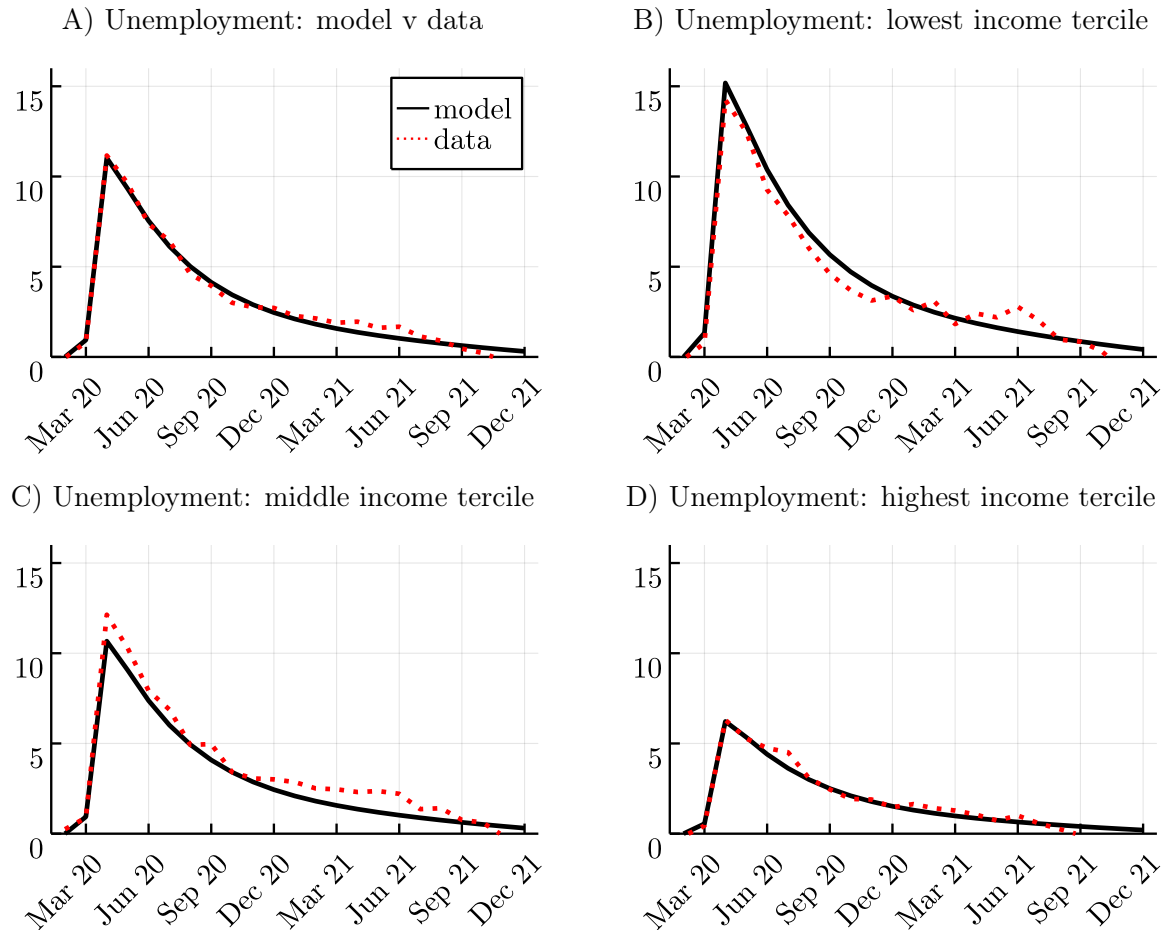 A) Unemployment: model v data
B) Unemployment: lowest income tercile
15
10
5
0
model
data
Mar 20
Jun 20
Sep 20
Dec 20
Mar 21
Jun 21
Sep 21
Dec 21
15
10
5
0
Mar 20
Jun 20
Sep 20
Dec 20
Mar 21
Jun 21
Sep 21
Dec 21
C) Unemployment: middle income tercile
D) Unemployment: highest income tercile
15
10
5
0
Mar 20
Jun 20
Sep 20
Dec 20
Mar 21
Jun 21
Sep 21
Dec 21
15
10
5
0
Mar 20
Jun 20
Sep 20
Dec 20
Mar 21
Jun 21
Sep 21
Dec 21